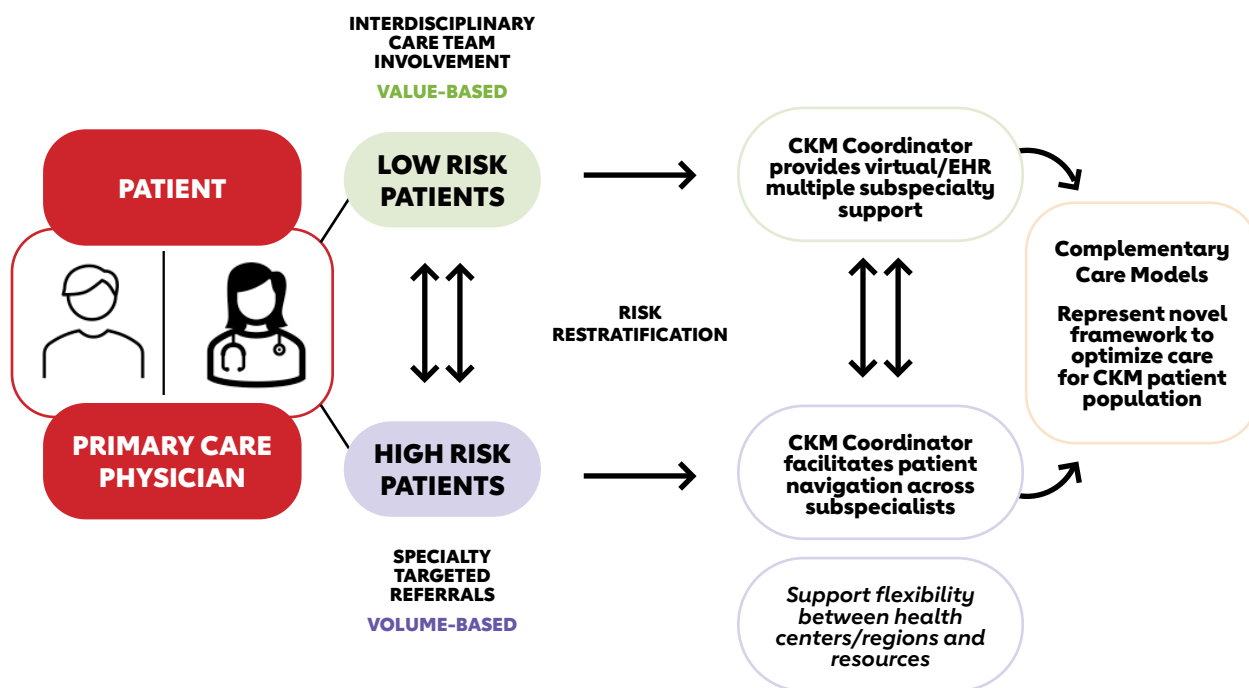 INTERDISCIPLINARY
CARE TEAM
INVOLVEMENT
VALUE-BASED
PATIENT
PRIMARY CARE
PHYSICIAN
LOW RISK
PATIENTS
HIGH RISK
PATIENTS
SPECIALTY
TARGETED
REFERRALS
VOLUME-BASED
RISK
RESTRATIFICATION
CKM Coordinator
provides virtual/EHR
multiple subspecialty
support
CKM Coordinator
facilitates patient
navigation across
subspecialists
Support flexibility
between health
centers/regions and
resources
Complementary
Care Models
Represent novel
framework to
optimize care
for CKM patient
population